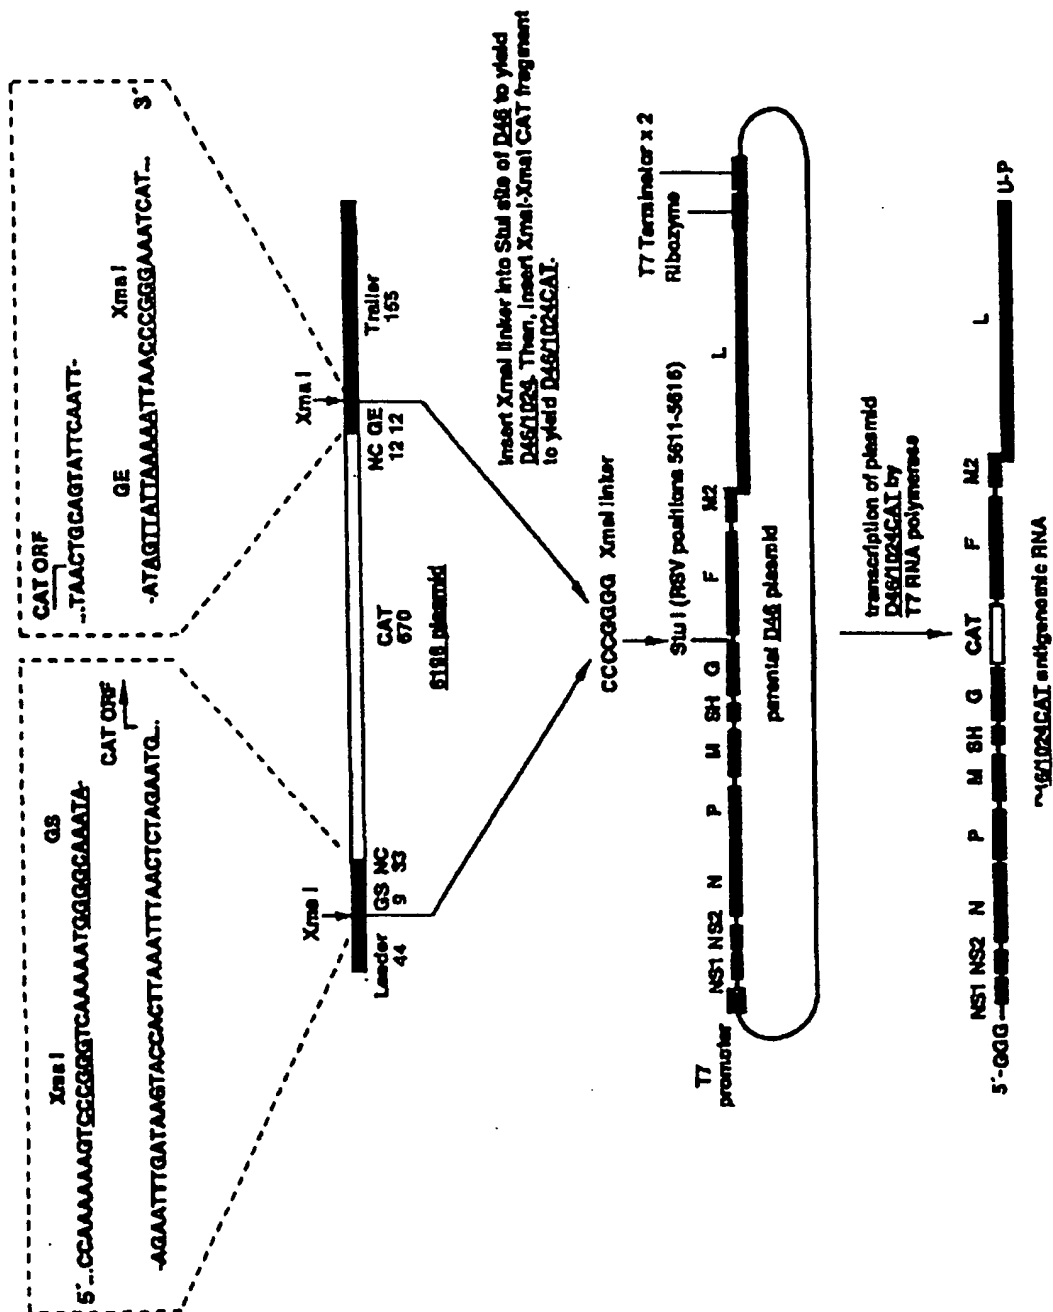 Xma I
GS
5´...CCAAAAAGTCCCGGGTCAAAAATGGGGCAAATA-
CAT ORF
-AGAATTTGATAAGTACCACTTAAATTTAACTCTAGAATG...
CAT ORF
...TAACTGCAGTATTCAATT-
GE
Xma I
-ATAGTTATTAAAAATTAACCCGGGAAATCAT...
3´
Xma I
Xma I
Leader
44
GS NC
9 33
CAT
670
NC GE
12 12
Trailer
155
6196 plasmid
Insert XmaI linker into StuI site of D46 to yield
D46/1024. Then, insert XmaI-XmaI CAT fragment
to yield D46/1024CAT.
CCCCGGGG XmaI linker
Stu I (RSV positions 5611-5616)
T7
promoter
NS1 NS2 N P M SH G F M2 L
T7 Terminator x 2
Ribozyme
parental D46 plasmid
transcription of plasmid
D46/1024CAT by
T7 RNA polymerase
NS1 NS2 N P M SH G CAT F M2 L
5´-GGG
U-P
D46/1024CAT antigenomic RNA